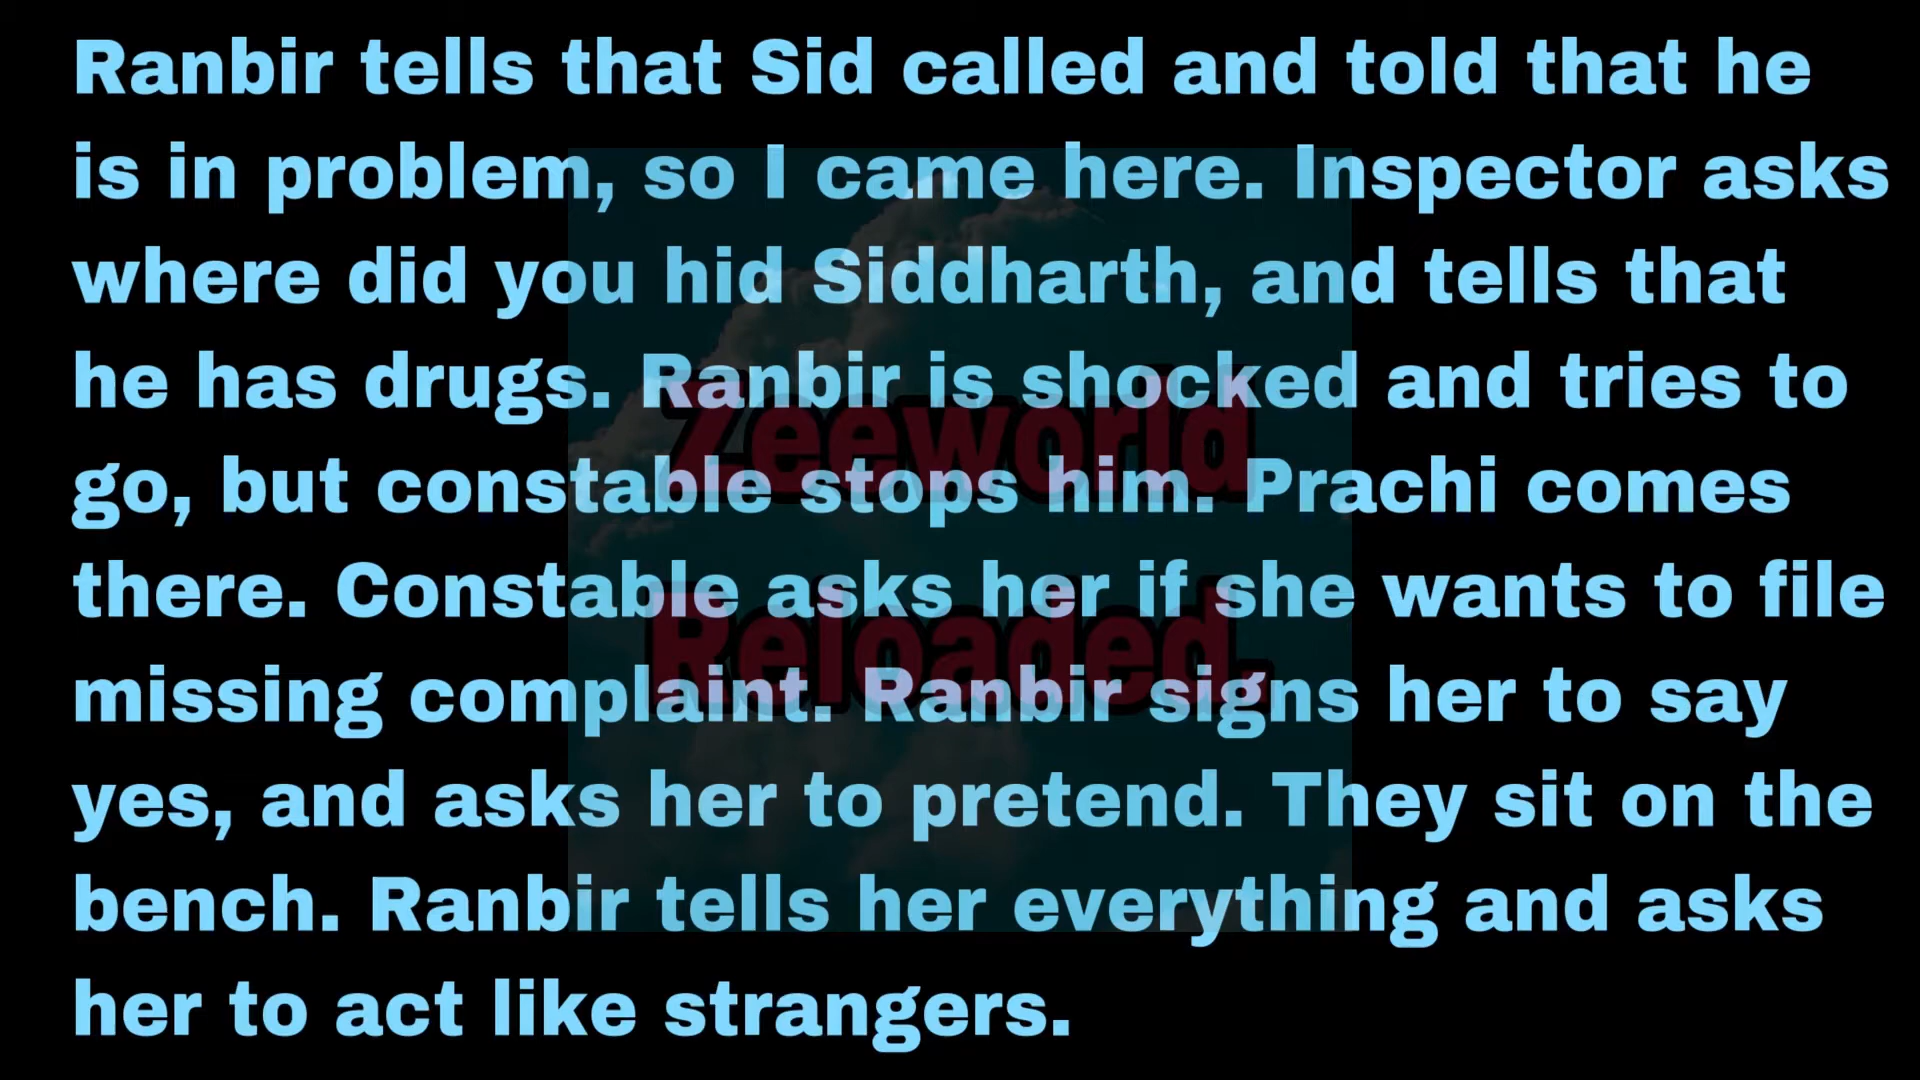 Ranbir tells that Sid called and told that he
is in problem, so I came here. Inspector asks
where did you hid Siddharth, and tells that
he has drugs. Ranbir is shocked and tries to
go, but constable stops him. Prachi comes
there. Constable asks her if she wants to file
missing complaint. Ranbir signs her to say
yes, and asks her to pretend. They sit on the
bench. Ranbir tells her everything and asks
her to act like strangers.
Zeeworld
Reloaded.